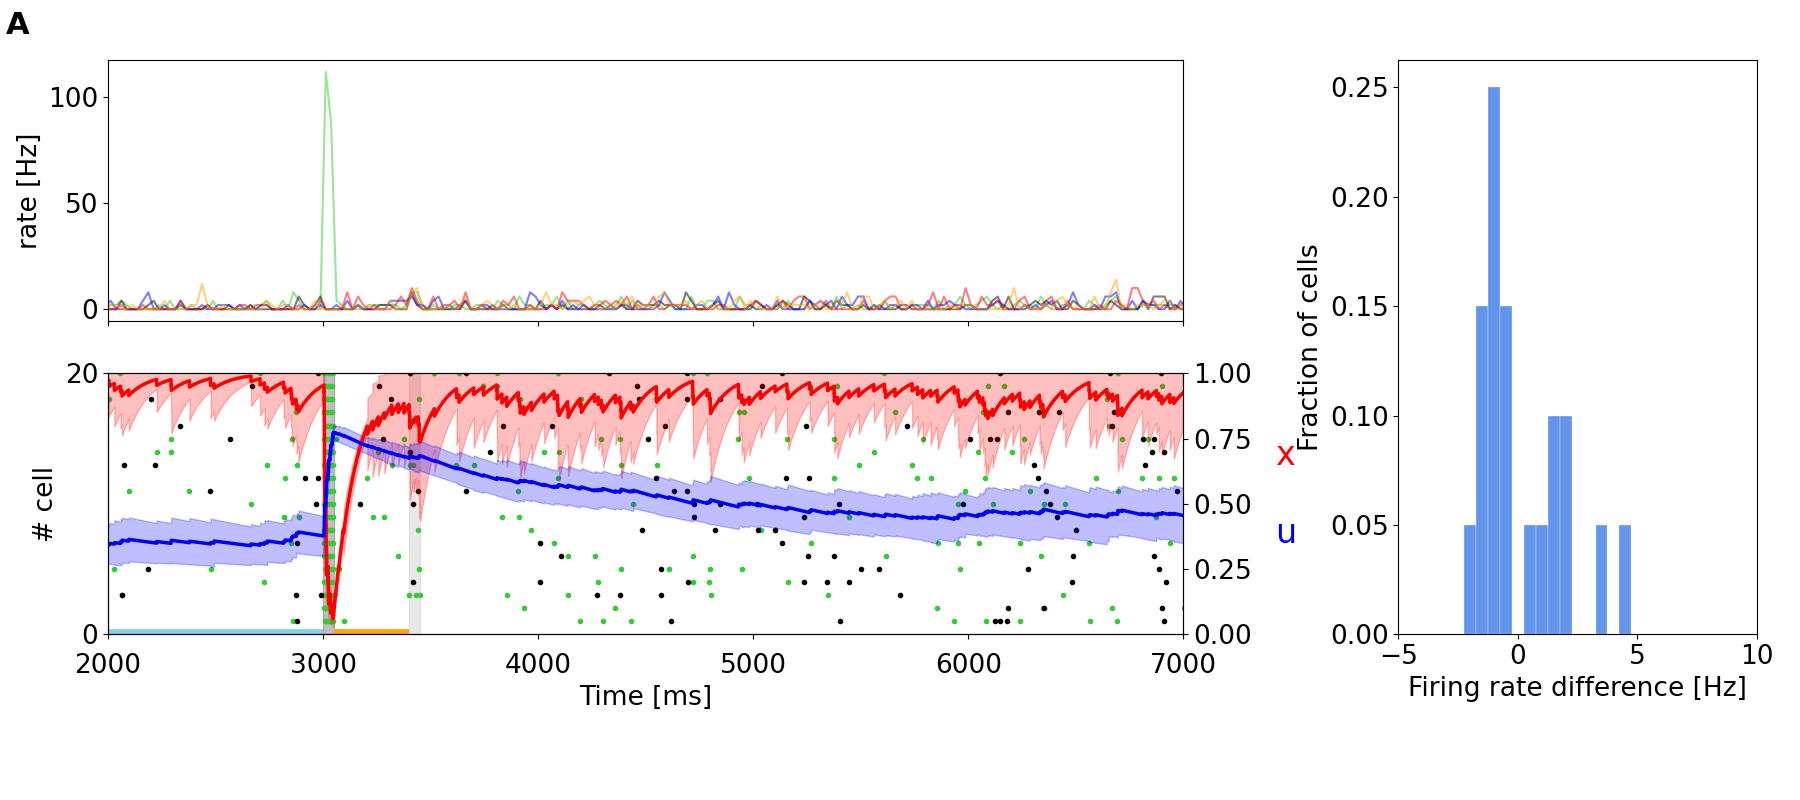 A
rate [Hz]
100
50
0
# cell
20
0
1.00
0.75
0.50
0.25
0.00
x
u
2000 3000 4000 5000 6000 7000
Time [ms]
Fraction of cells
0.25
0.20
0.15
0.10
0.05
0.00
−5 0 5 10
Firing rate difference [Hz]